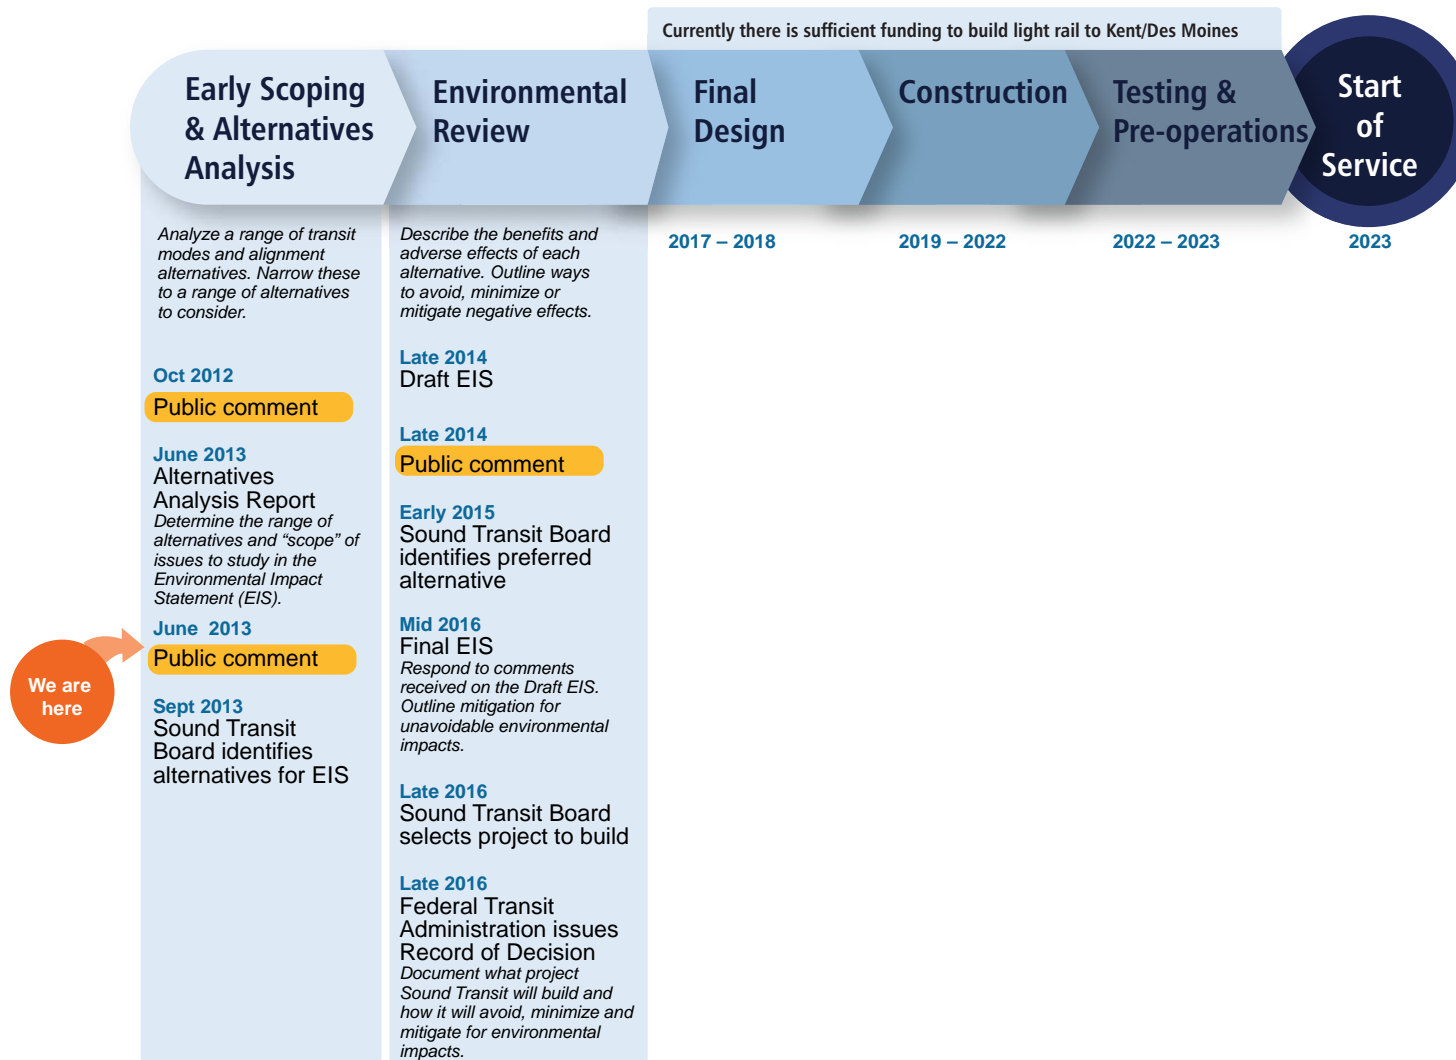 Currently there is sufficient funding to build light rail to Kent/Des Moines
Early Scoping
& Alternatives
Analysis
Environmental
Review
Final
Design
Construction
Testing &
Pre-operations
Start
of
Service
Analyze a range of transit
modes and alignment
alternatives. Narrow these
to a range of alternatives
to consider.
Oct 2012
Public comment
June 2013
Alternatives
Analysis Report
Determine the range of
alternatives and “scope” of
issues to study in the
Environmental Impact
Statement (EIS).
June 2013
Public comment
We are
here
Sept 2013
Sound Transit
Board identifies
alternatives for EIS
Describe the benefits and
adverse effects of each
alternative. Outline ways
to avoid, minimize or
mitigate negative effects.
Late 2014
Draft EIS
Late 2014
Public comment
Early 2015
Sound Transit Board
identifies preferred
alternative
Mid 2016
Final EIS
Respond to comments
received on the Draft EIS.
Outline mitigation for
unavoidable environmental
impacts.
Late 2016
Sound Transit Board
selects project to build
Late 2016
Federal Transit
Administration issues
Record of Decision
Document what project
Sound Transit will build and
how it will avoid, minimize and
mitigate for environmental
impacts.
2017 – 2018
2019 – 2022
2022 – 2023
2023